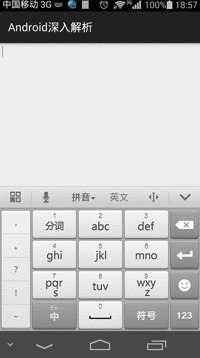 中国移动 3G 100% 18:57
Android深入解析
拼音 英文
, 1 分词 2 abc 3 def
。 4 ghi 5 jkl 6 mno
? 7 pqrs 8 tuv 9 wxyz
! En 中 0 符号 123
~